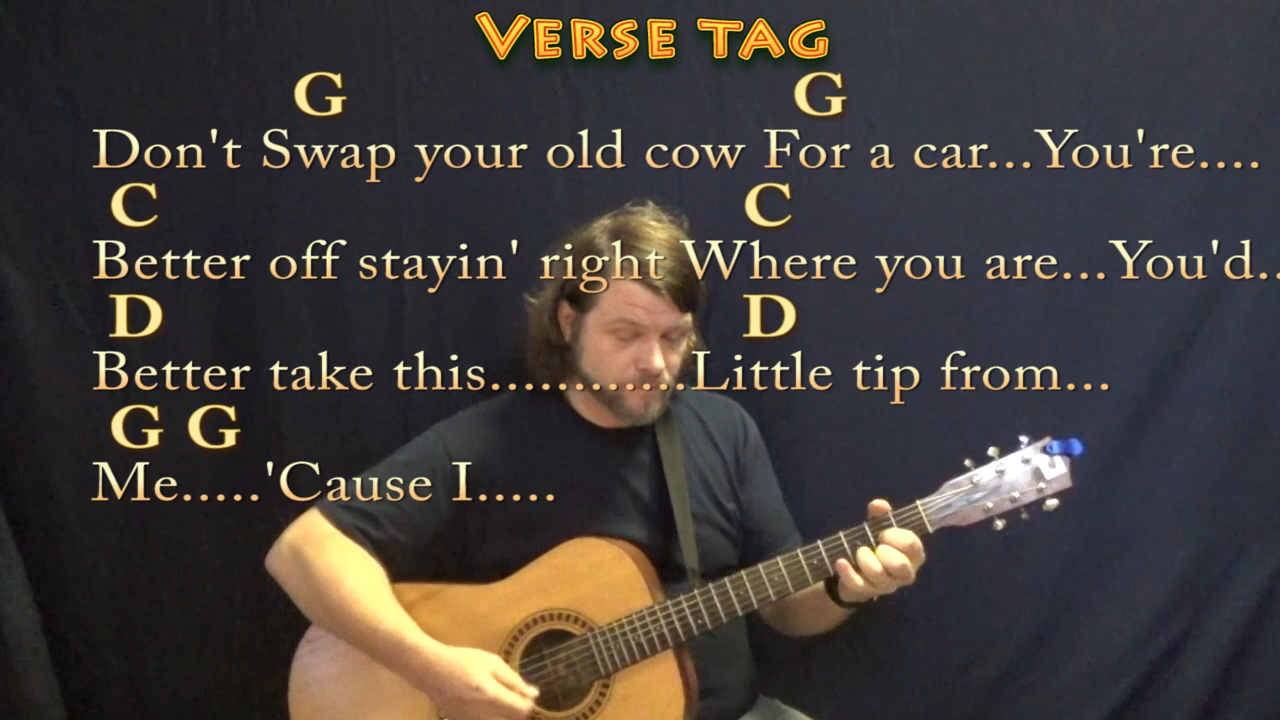 VERSE TAG
G G
Don't Swap your old cow For a car...You're....
C C
Better off stayin' right Where you are...You'd..
D D
Better take this............Little tip from...
G G
Me.....'Cause I.....